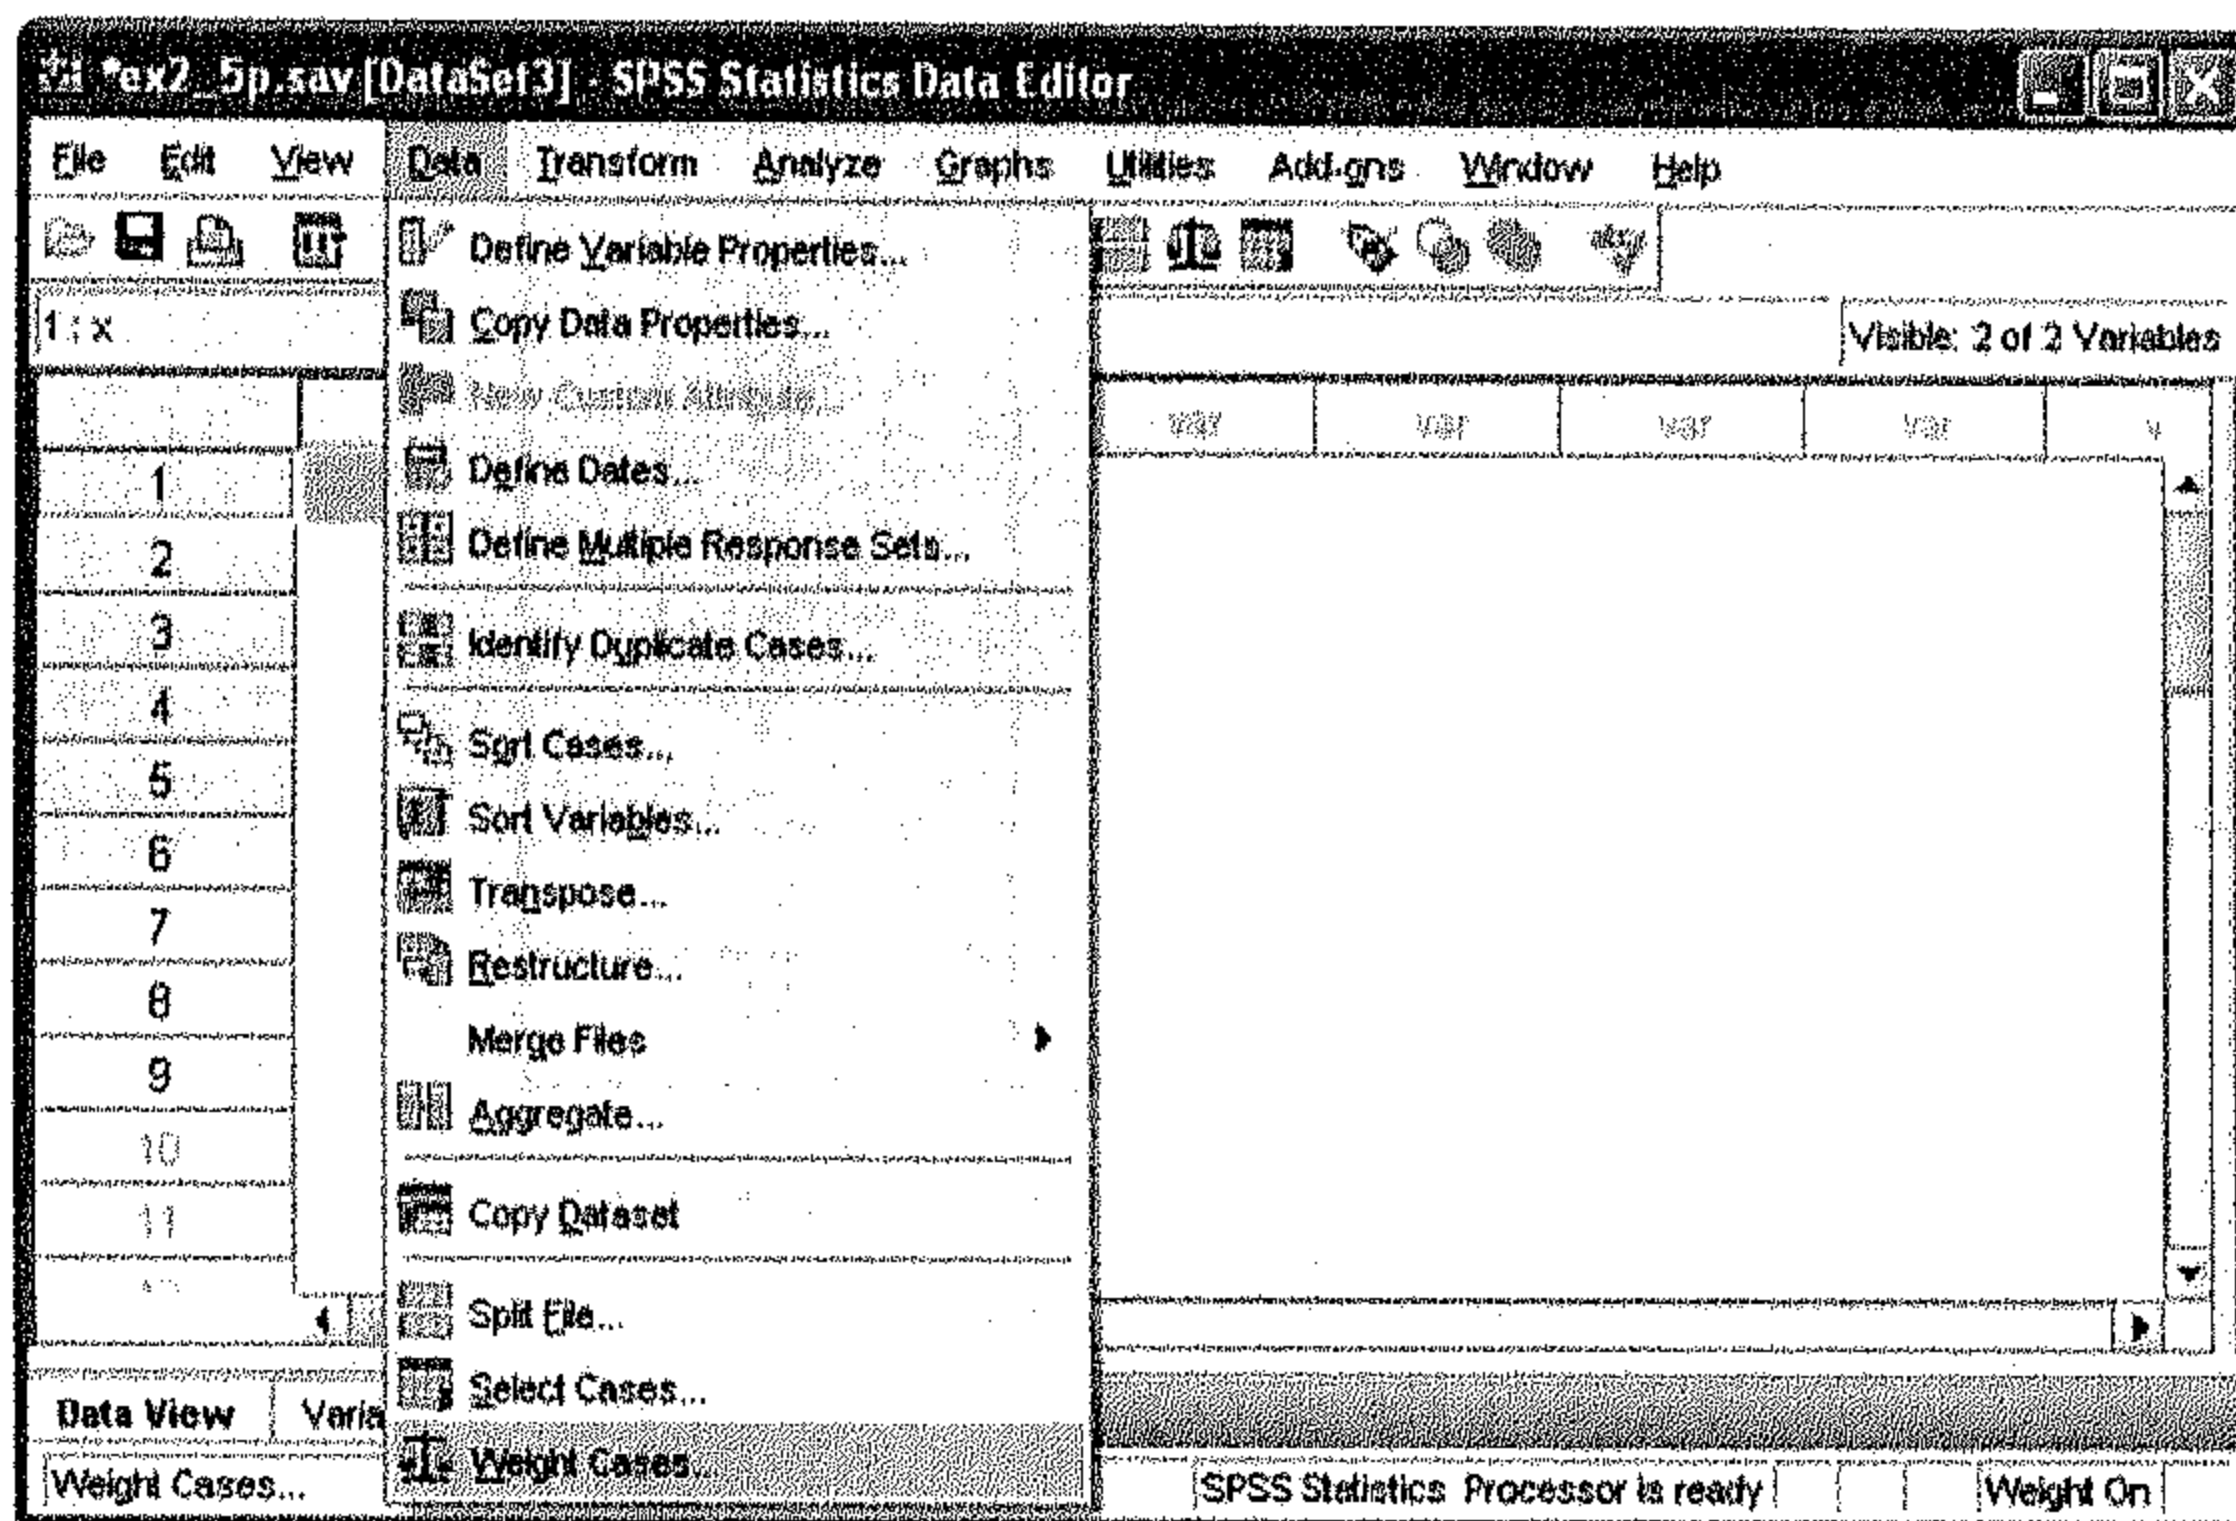 *ex2_5p.sav [DataSet3] - SPSS Statistics Data Editor
File Edit View Data Transform Analyze Graphs Utilities Add-ons Window Help
Define Variable Properties...
1 : x
Copy Data Properties...
Visible: 2 of 2 Variables
New Custom Attribute...
var var var var v
1
Define Dates...
2
Define Multiple Response Sets...
3
Identify Duplicate Cases...
4
Sort Cases...
5
Sort Variables...
6
Transpose...
7
Restructure...
8
Merge Files
9
Aggregate...
10
11
Copy Dataset
Split File...
Select Cases...
Data View Varia
Weight Cases...
Weight Cases...
SPSS Statistics Processor is ready
Weight On